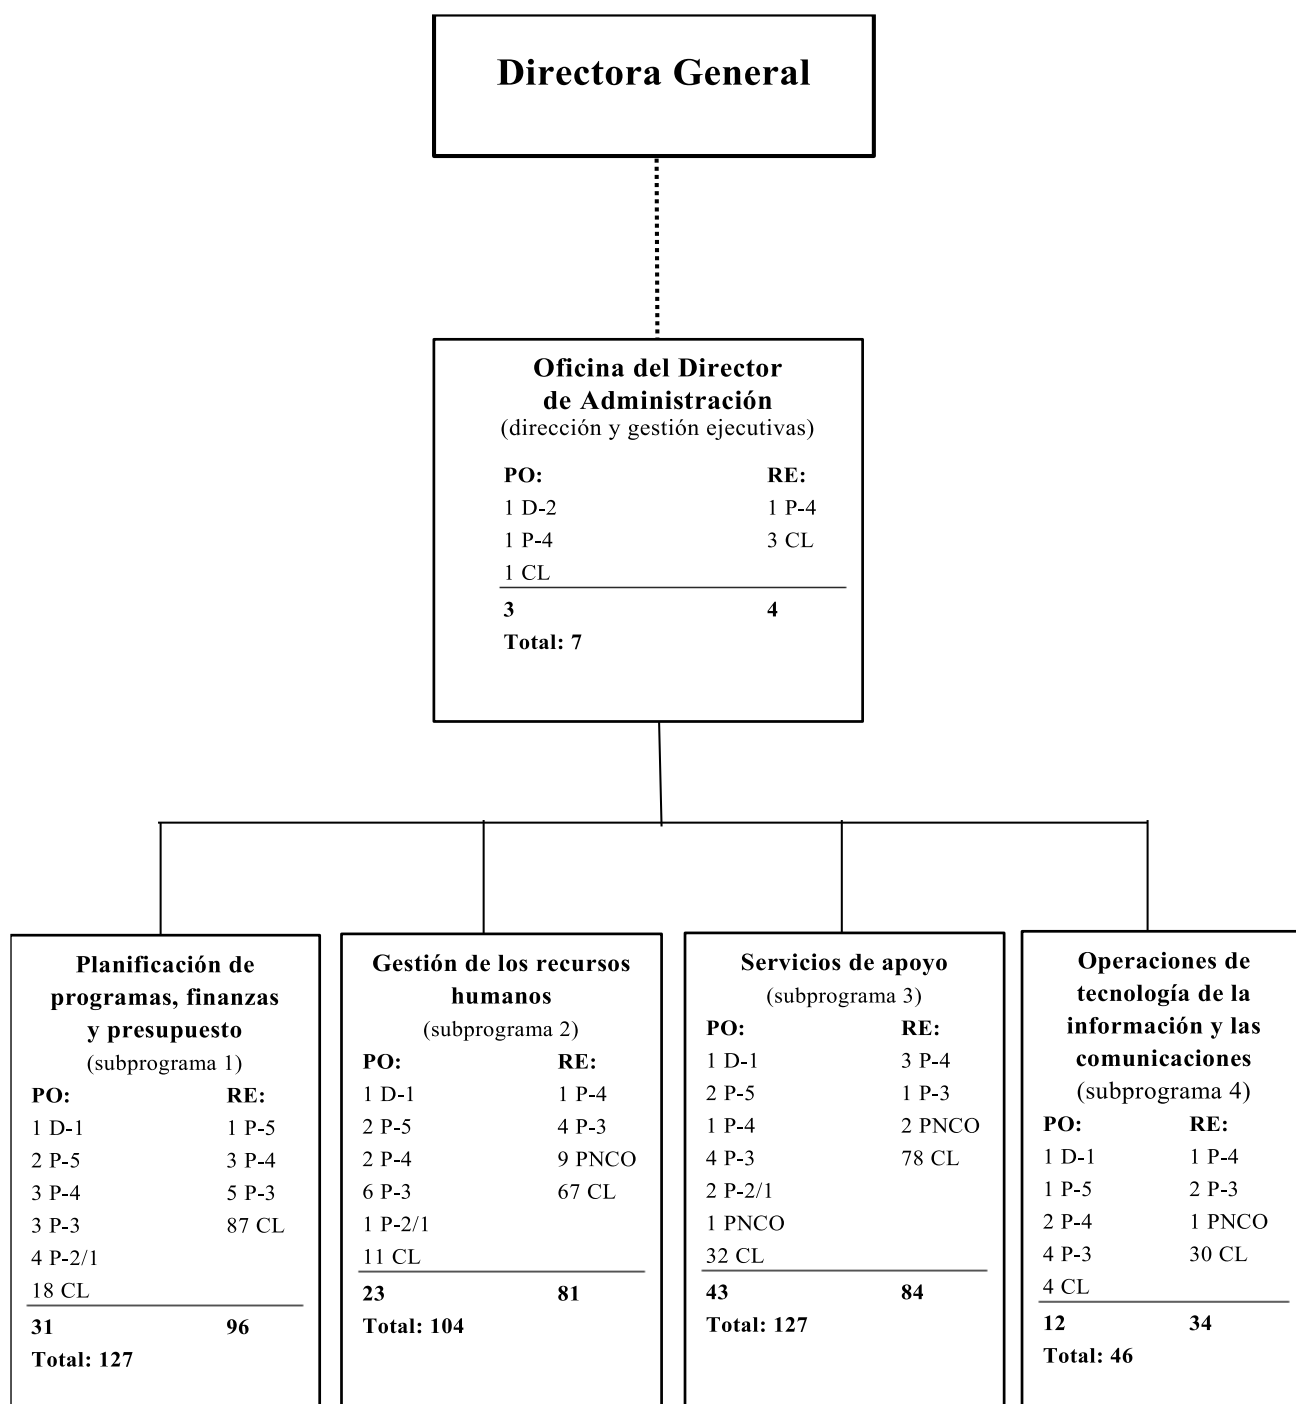 Directora General
Oficina del Director
de Administración
(dirección y gestión ejecutivas)
PO: RE:
1 D-2 1 P-4
1 P-4 3 CL
1 CL
3 4
Total: 7
Planificación de
programas, finanzas
y presupuesto
(subprograma 1)
PO: RE:
1 D-1 1 P-5
2 P-5 3 P-4
3 P-4 5 P-3
3 P-3 87 CL
4 P-2/1
18 CL
31 96
Total: 127
Gestión de los recursos
humanos
(subprograma 2)
PO: RE:
1 D-1 1 P-4
2 P-5 4 P-3
2 P-4 9 PNCO
6 P-3 67 CL
1 P-2/1
11 CL
23 81
Total: 104
Servicios de apoyo
(subprograma 3)
PO: RE:
1 D-1 3 P-4
2 P-5 1 P-3
1 P-4 2 PNCO
4 P-3 78 CL
2 P-2/1
1 PNCO
32 CL
43 84
Total: 127
Operaciones de
tecnología de la
información y las
comunicaciones
(subprograma 4)
PO: RE:
1 D-1 1 P-4
1 P-5 2 P-3
2 P-4 1 PNCO
4 P-3 30 CL
4 CL
12 34
Total: 46